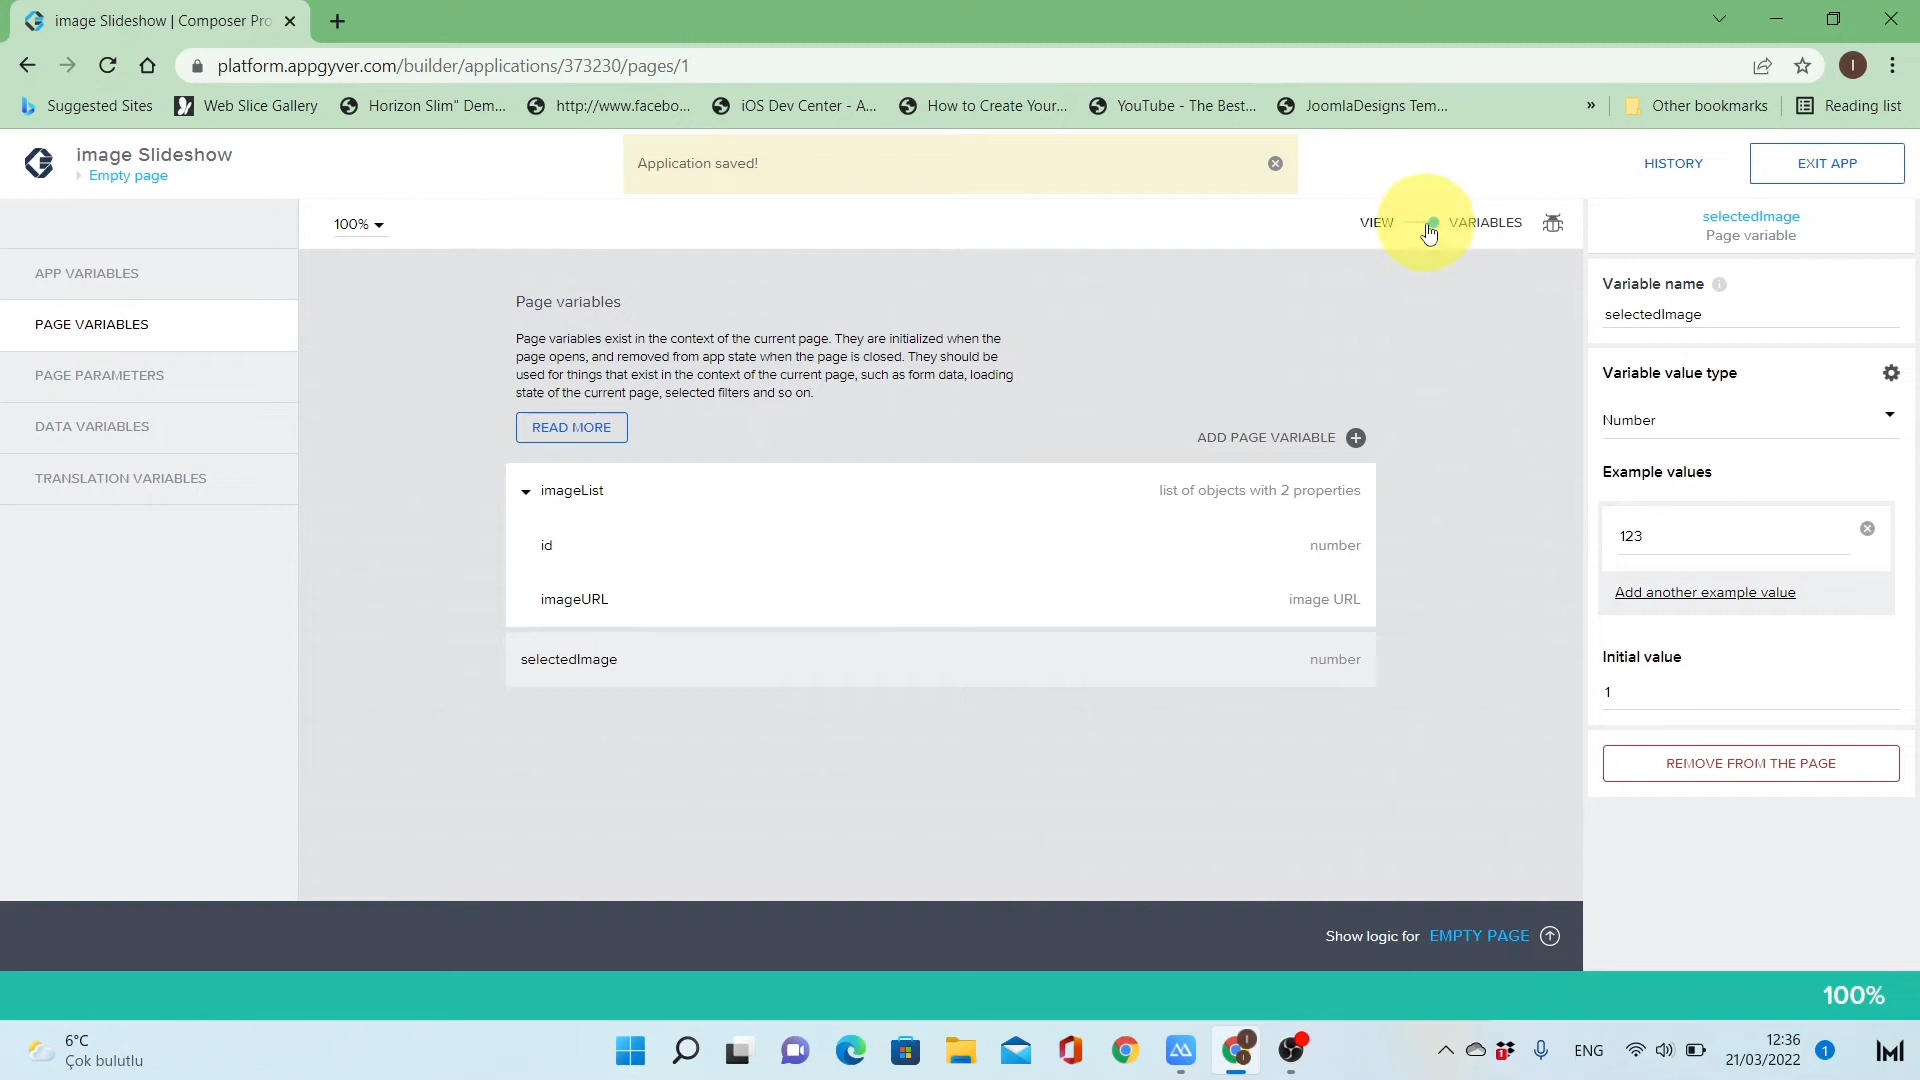 image Slideshow | Composer Pro
platform.appgyver.com/builder/applications/373230/pages/1
I
Suggested Sites
Web Slice Gallery
Horizon Slim" Dem...
http://www.facebo...
iOS Dev Center - A...
How to Create Your...
YouTube - The Best...
JoomlaDesigns Tem...
»
Other bookmarks
Reading list
image Slideshow
Empty page
Application saved!
HISTORY
EXIT APP
100%
VIEW
VARIABLES
selectedImage
Page variable
APP VARIABLES
PAGE VARIABLES
PAGE PARAMETERS
DATA VARIABLES
TRANSLATION VARIABLES
Page variables
Page variables exist in the context of the current page. They are initialized when the
page opens, and removed from app state when the page is closed. They should be
used for things that exist in the context of the current page, such as form data, loading
state of the current page, selected filters and so on.
READ MORE
ADD PAGE VARIABLE
imageList
list of objects with 2 properties
id
number
imageURL
image URL
selectedImage
number
Variable name
selectedImage
Variable value type
Number
Example values
123
Add another example value
Initial value
1
REMOVE FROM THE PAGE
Show logic for EMPTY PAGE
100%
6°C
Çok bulutlu
ENG
12:36
21/03/2022
1